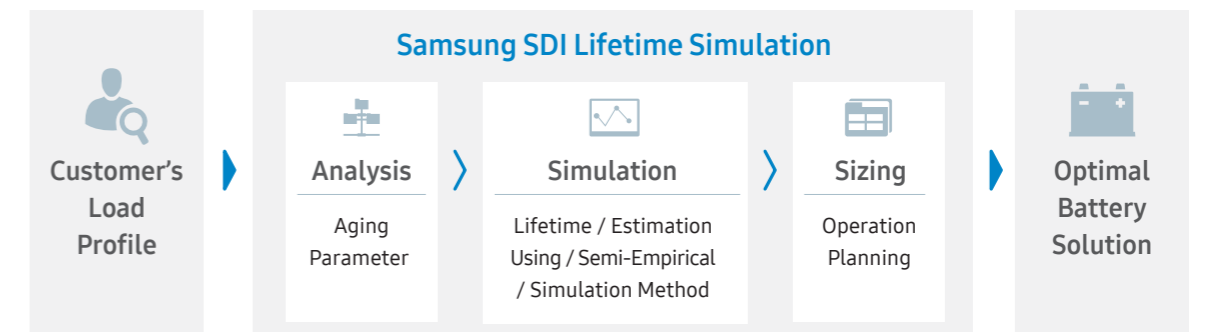 Customer's
Load
Profile
Samsung SDI Lifetime Simulation
Analysis
Aging
Parameter
Simulation
Lifetime / Estimation
Using / Semi-Empirical
/ Simulation Method
Sizing
Operation
Planning
Optimal
Battery
Solution